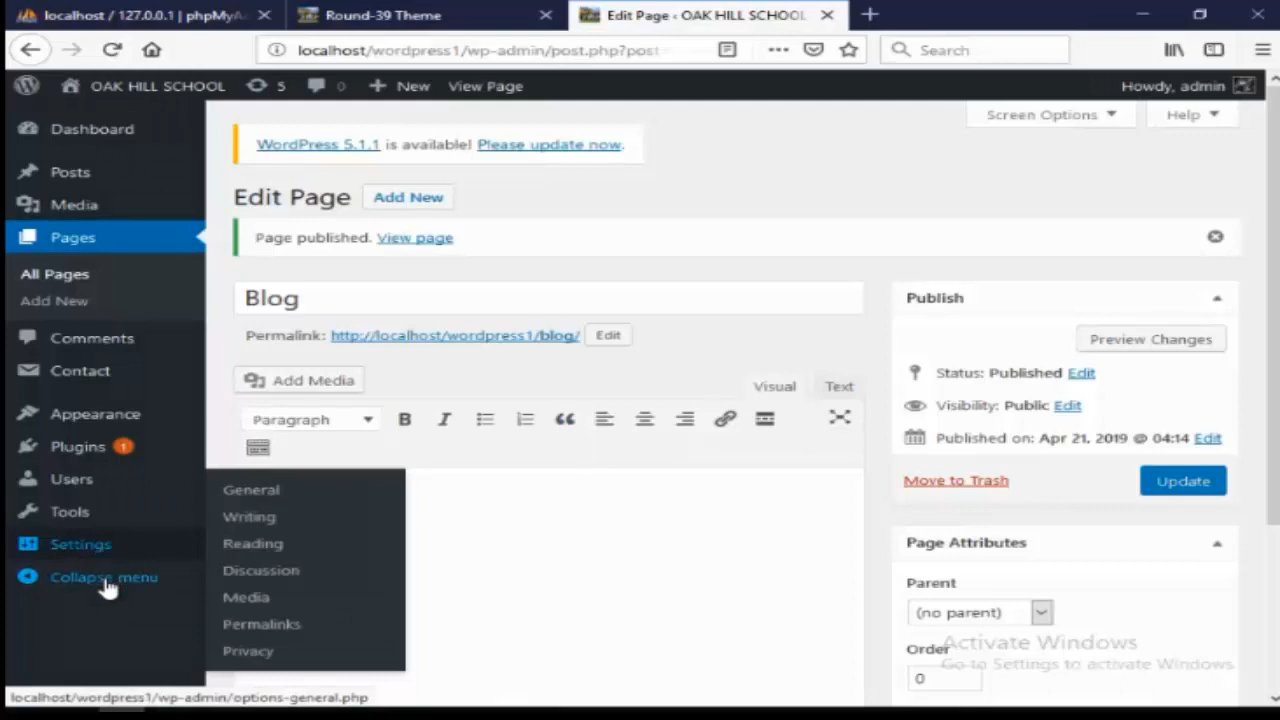 localhost / 127.0.0.1 | phpMyA
Round-39 Theme
Edit Page ‹ OAK HILL SCHOOL
localhost/wordpress1/wp-admin/post.php?post=
Search
OAK HILL SCHOOL
5
0
New
View Page
Howdy, admin
Screen Options
Help
Dashboard
Posts
Media
Pages
All Pages
Add New
Comments
Contact
Appearance
Plugins 1
Users
Tools
Settings
Collapse menu
General
Writing
Reading
Discussion
Media
Permalinks
Privacy
WordPress 5.1.1 is available! Please update now.
Edit Page
Add New
Page published. View page
Blog
Permalink: http://localhost/wordpress1/blog/
Edit
Add Media
Visual
Text
Paragraph
B
I
Publish
Preview Changes
Status: Published Edit
Visibility: Public Edit
Published on: Apr 21, 2019 @ 04:14 Edit
Move to Trash
Update
Page Attributes
Parent
(no parent)
Order
0
Activate Windows
Go to Settings to activate Windows.
localhost/wordpress1/wp-admin/options-general.php